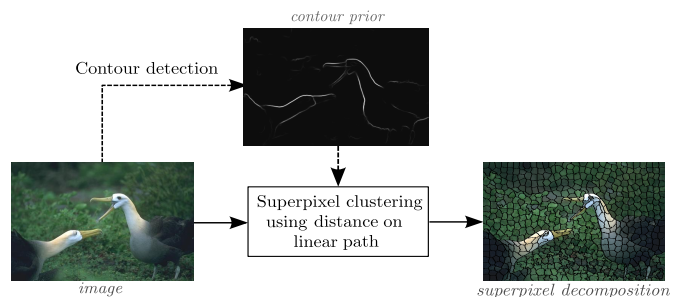 contour prior
Contour detection
Superpixel clustering
using distance on
linear path
image
superpixel decomposition